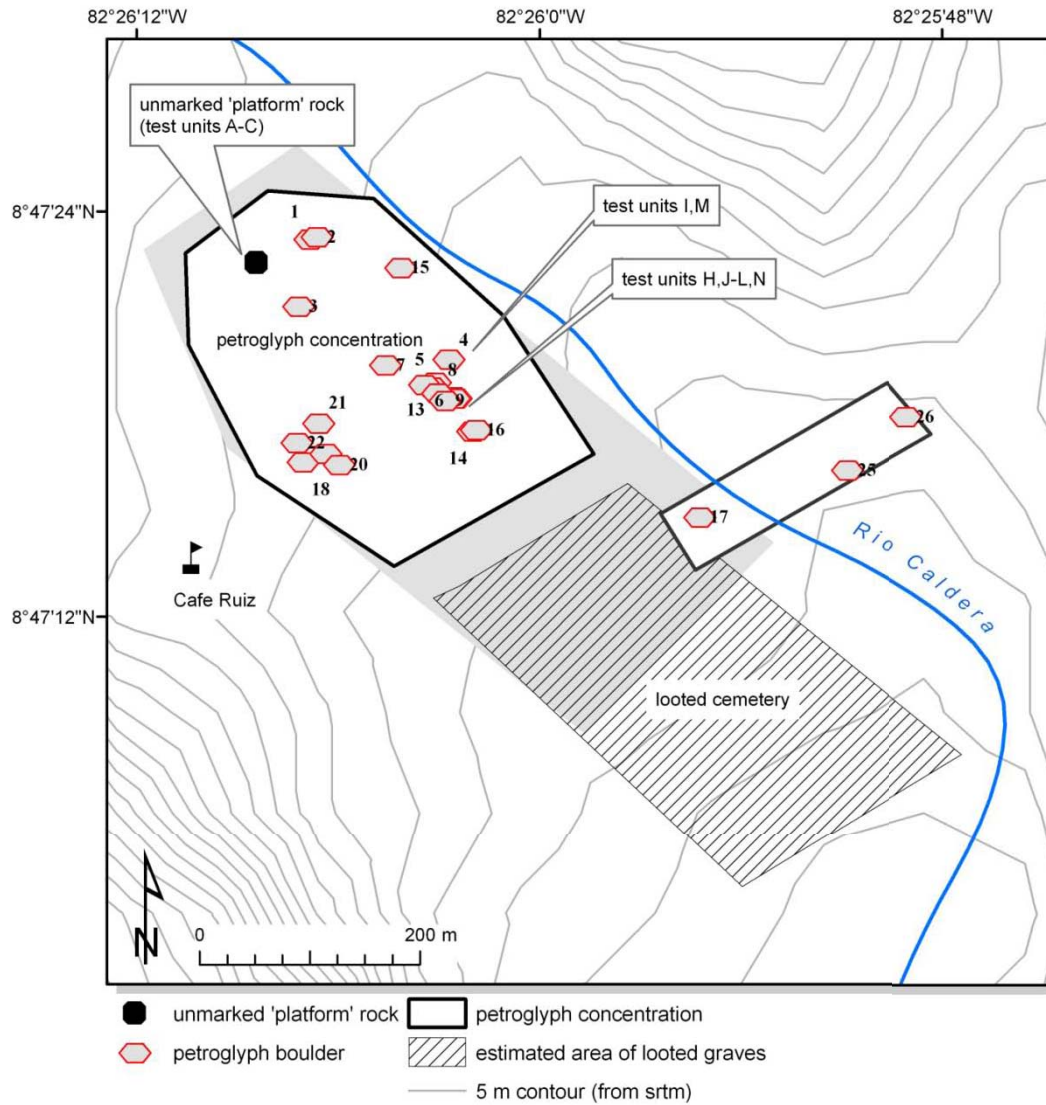 82°26'12"W
82°26'0"W
82°25'48"W
unmarked 'platform' rock
(test units A-C)
8°47'24"N
test units I,M
test units H,J-L,N
1
2
15
3
petroglyph concentration
4
5
8
7
13
6
9
26
21
16
22
14
25
20
18
17
Rio Caldera
Cafe Ruiz
8°47'12"N
looted cemetery
N
0
200 m
unmarked 'platform' rock
petroglyph concentration
petroglyph boulder
estimated area of looted graves
5 m contour (from srtm)